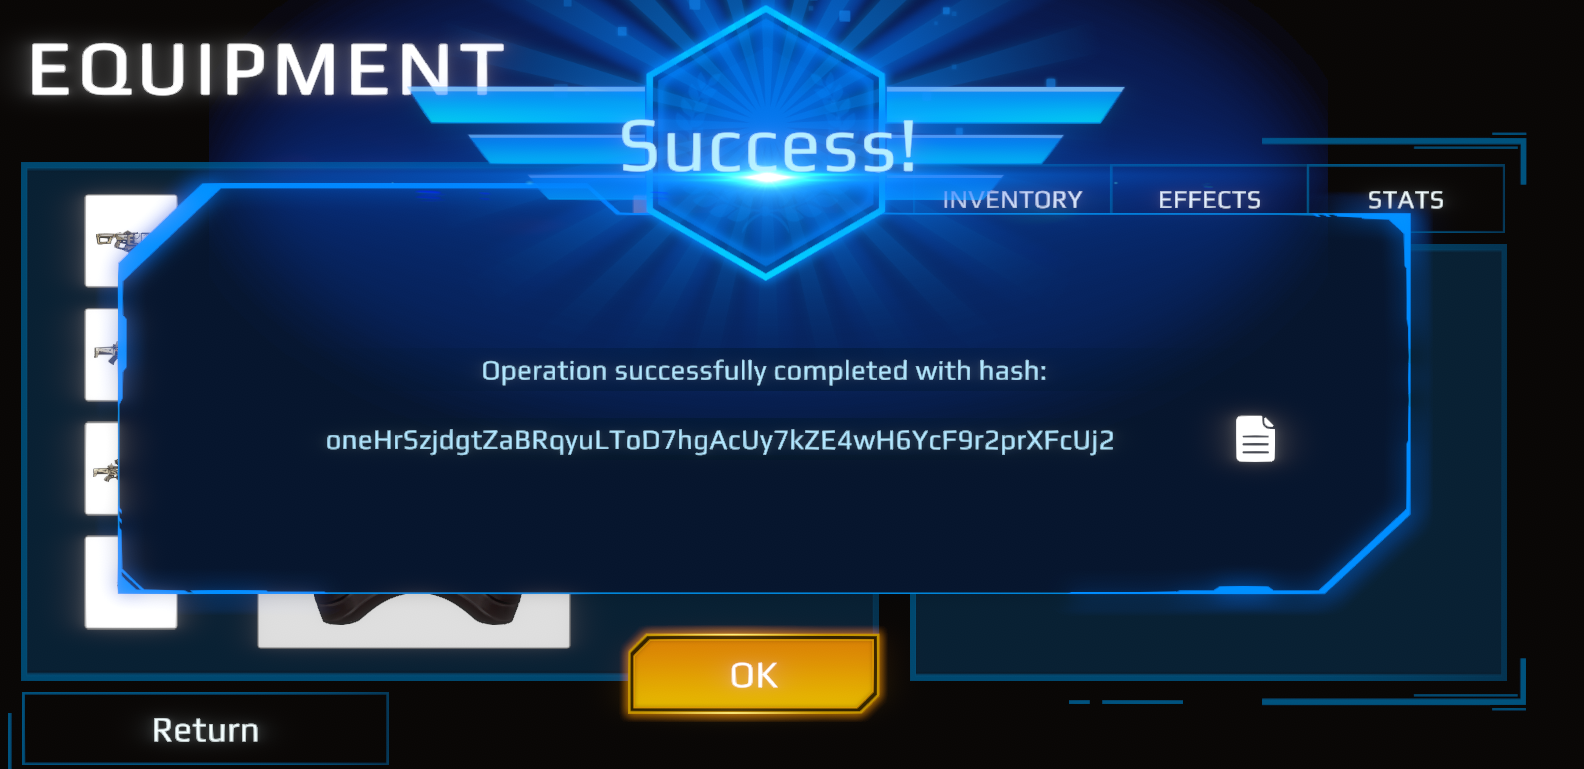 EQUIPMENT
Success!
INVENTORY
EFFECTS
STATS
Operation successfully completed with hash:
oneHrSzjdgtZaBRqyuLToD7hgAcUy7kZE4wH6YcF9r2prXFcUj2
OK
Return